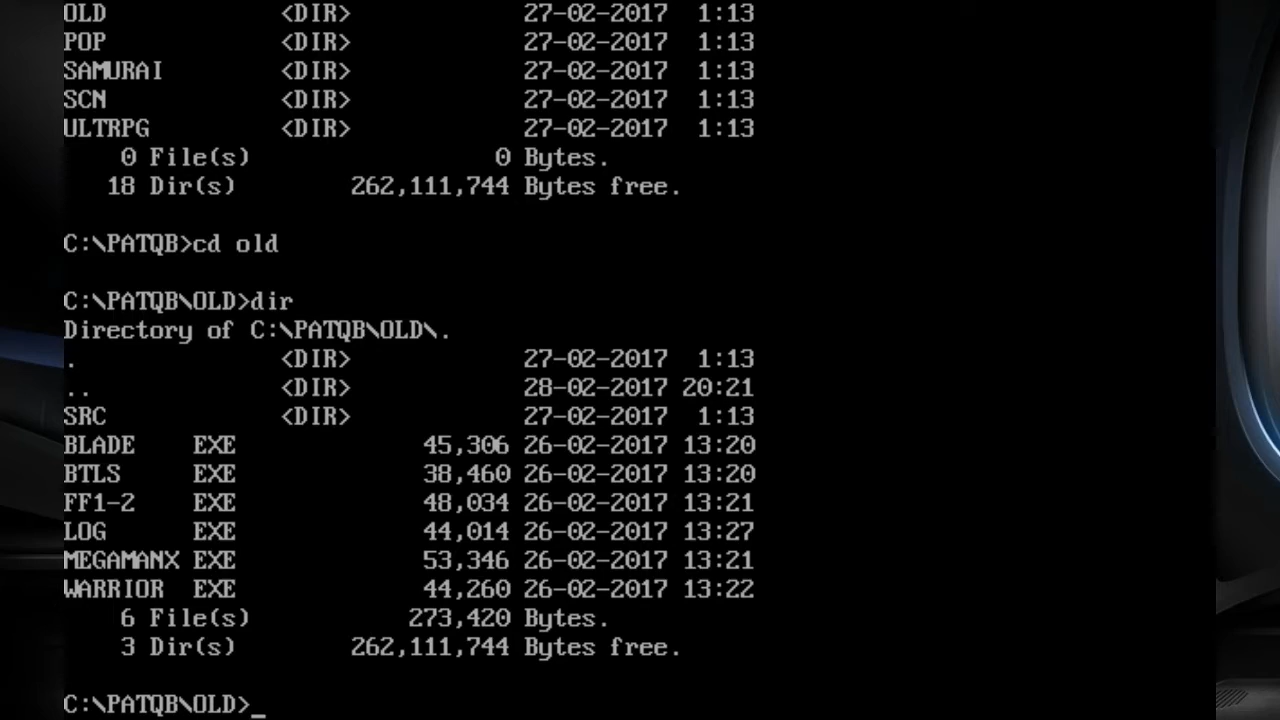 OLD <DIR> 27-02-2017 1:13
POP <DIR> 27-02-2017 1:13
SAMURAI <DIR> 27-02-2017 1:13
SCN <DIR> 27-02-2017 1:13
ULTRPG <DIR> 27-02-2017 1:13
0 File(s) 0 Bytes.
18 Dir(s) 262,111,744 Bytes free.
C:\PATQB>cd old
C:\PATQB\OLD>dir
Directory of C:\PATQB\OLD\.
. <DIR> 27-02-2017 1:13
.. <DIR> 28-02-2017 20:21
SRC <DIR> 27-02-2017 1:13
BLADE EXE 45,306 26-02-2017 13:20
BTLS EXE 38,460 26-02-2017 13:20
FF1-2 EXE 48,034 26-02-2017 13:21
LOG EXE 44,014 26-02-2017 13:27
MEGAMANX EXE 53,346 26-02-2017 13:21
WARRIOR EXE 44,260 26-02-2017 13:22
6 File(s) 273,420 Bytes.
3 Dir(s) 262,111,744 Bytes free.
C:\PATQB\OLD>_